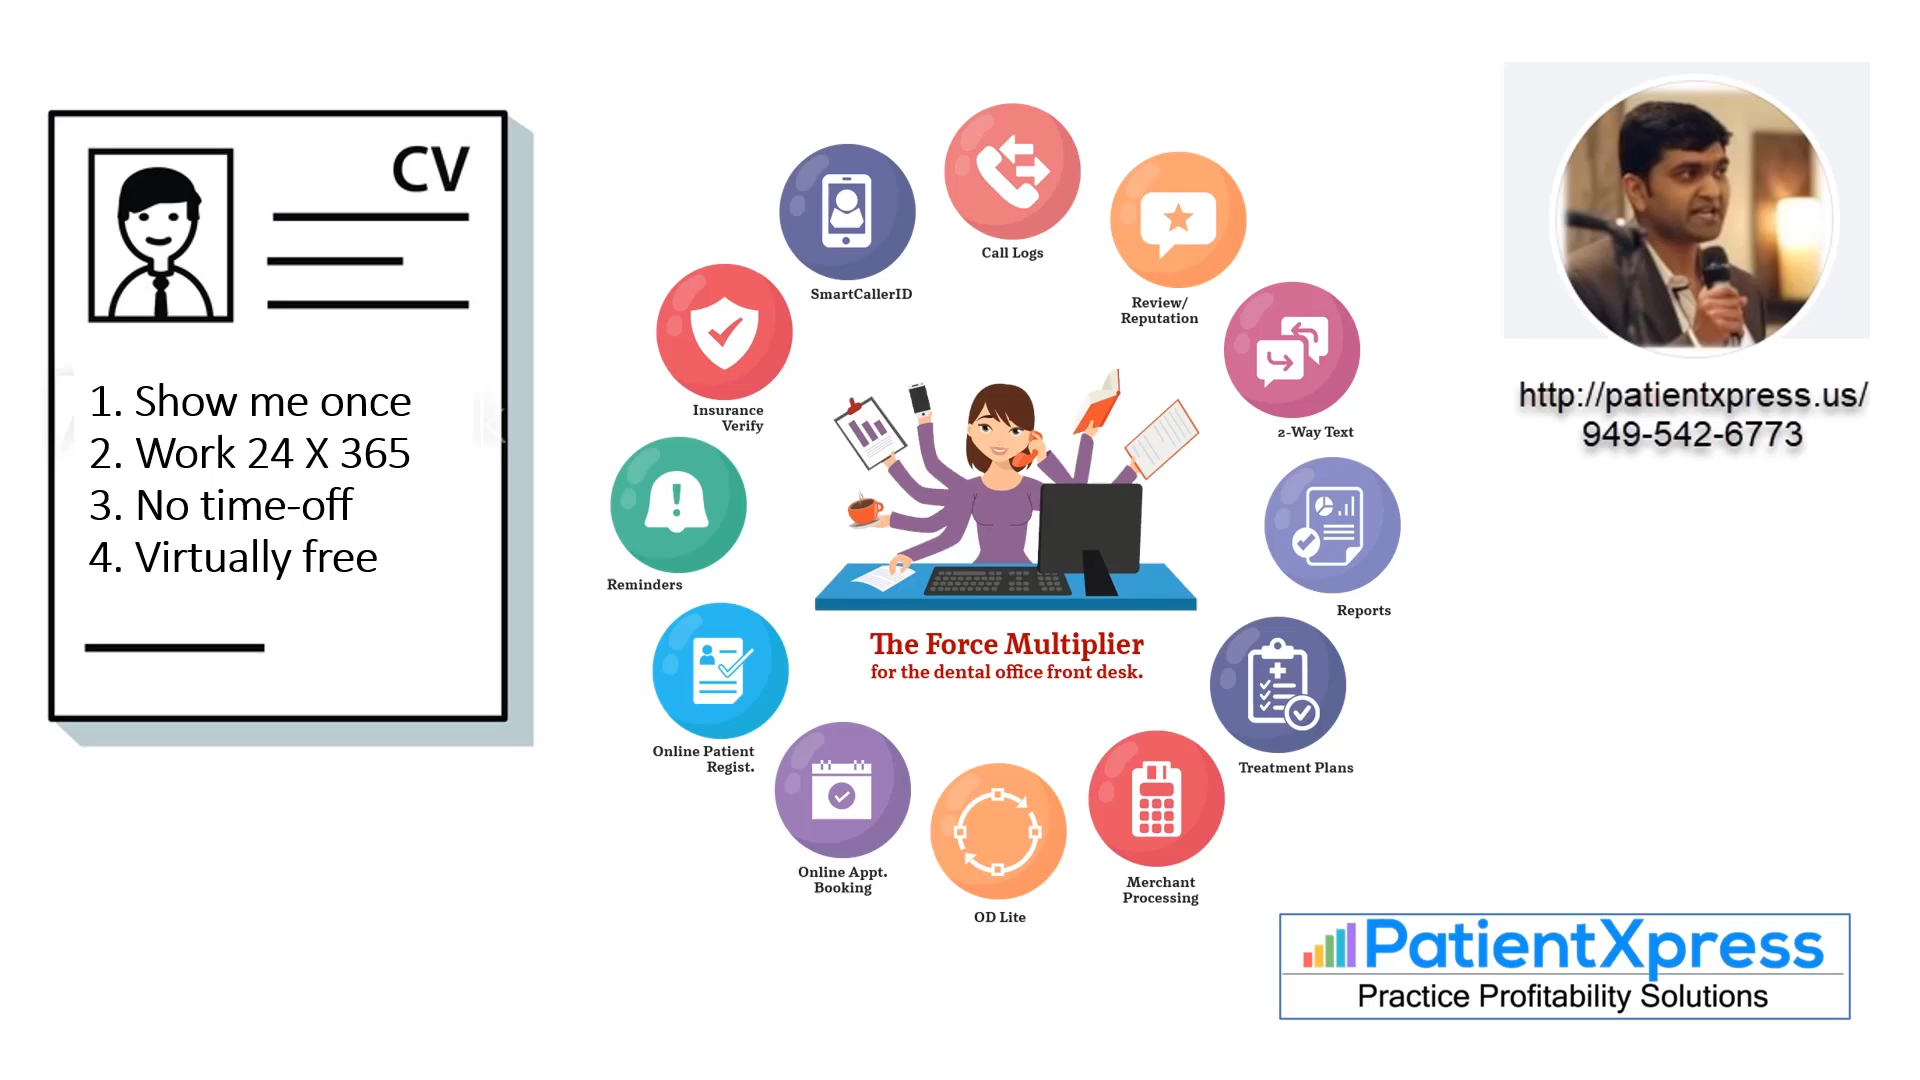 CV
1. Show me once
2. Work 24 X 365
3. No time-off
4. Virtually free
Call Logs
SmartCallerID
Review/
Reputation
Insurance
Verify
2-Way Text
Reminders
Reports
The Force Multiplier
for the dental office front desk.
Online Patient
Regist.
Treatment Plans
Online Appt.
Booking
Merchant
Processing
OD Lite
http://patientxpress.us/
949-542-6773
PatientXpress
Practice Profitability Solutions